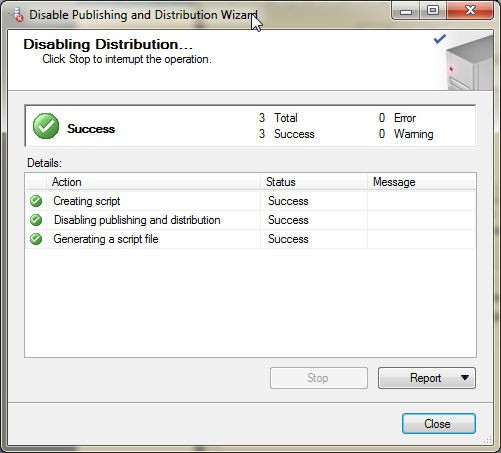 Disable Publishing and Distribution Wizard
Disabling Distribution...
Click Stop to interrupt the operation.
Success
3 Total 0 Error
3 Success 0 Warning
Details:
Action Status Message
Creating script Success
Disabling publishing and distribution Success
Generating a script file Success
Stop Report
Close